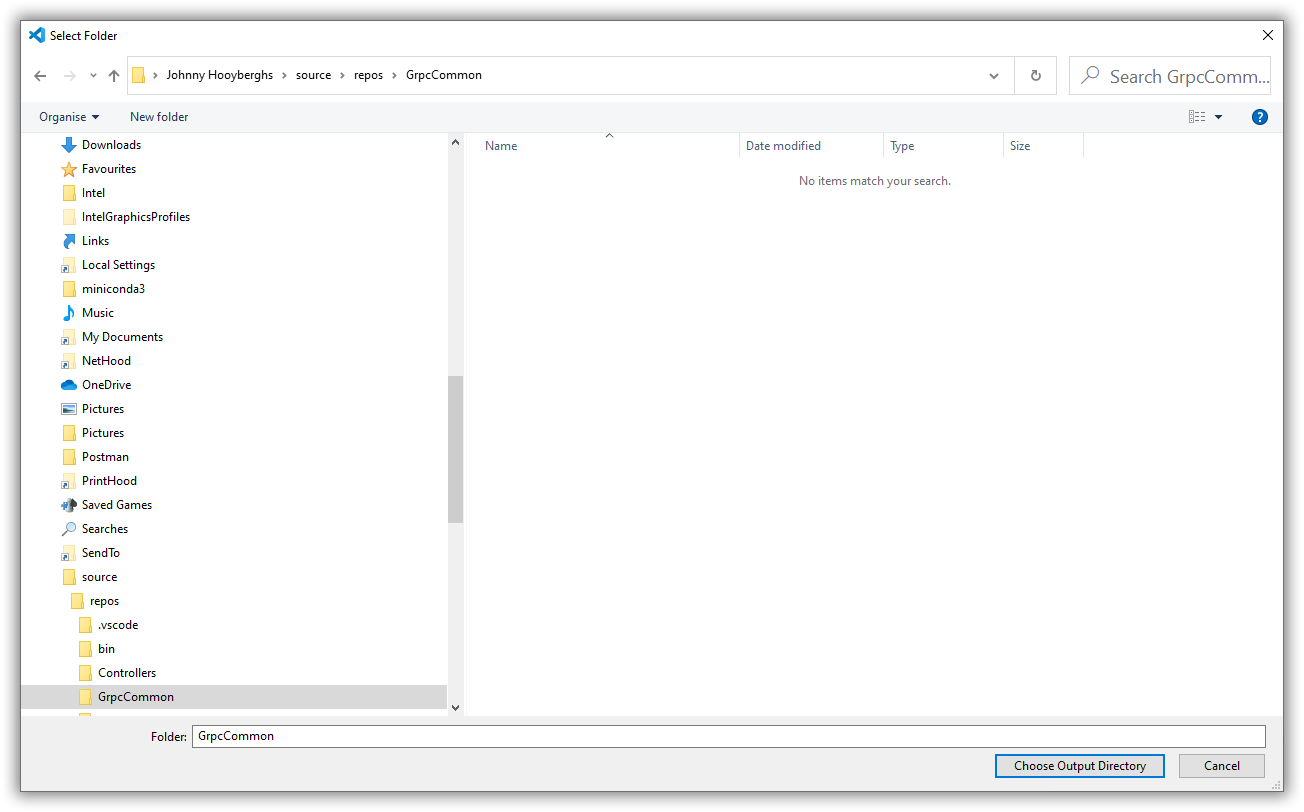 Select Folder
Johnny Hooyberghs > source > repos > GrpcCommon
Search GrpcComm...
Organise
New folder
?
Name
Date modified
Type
Size
No items match your search.
Downloads
Favourites
Intel
IntelGraphicsProfiles
Links
Local Settings
miniconda3
Music
My Documents
NetHood
OneDrive
Pictures
Pictures
Postman
PrintHood
Saved Games
Searches
SendTo
source
repos
.vscode
bin
Controllers
GrpcCommon
Folder: GrpcCommon
Choose Output Directory
Cancel